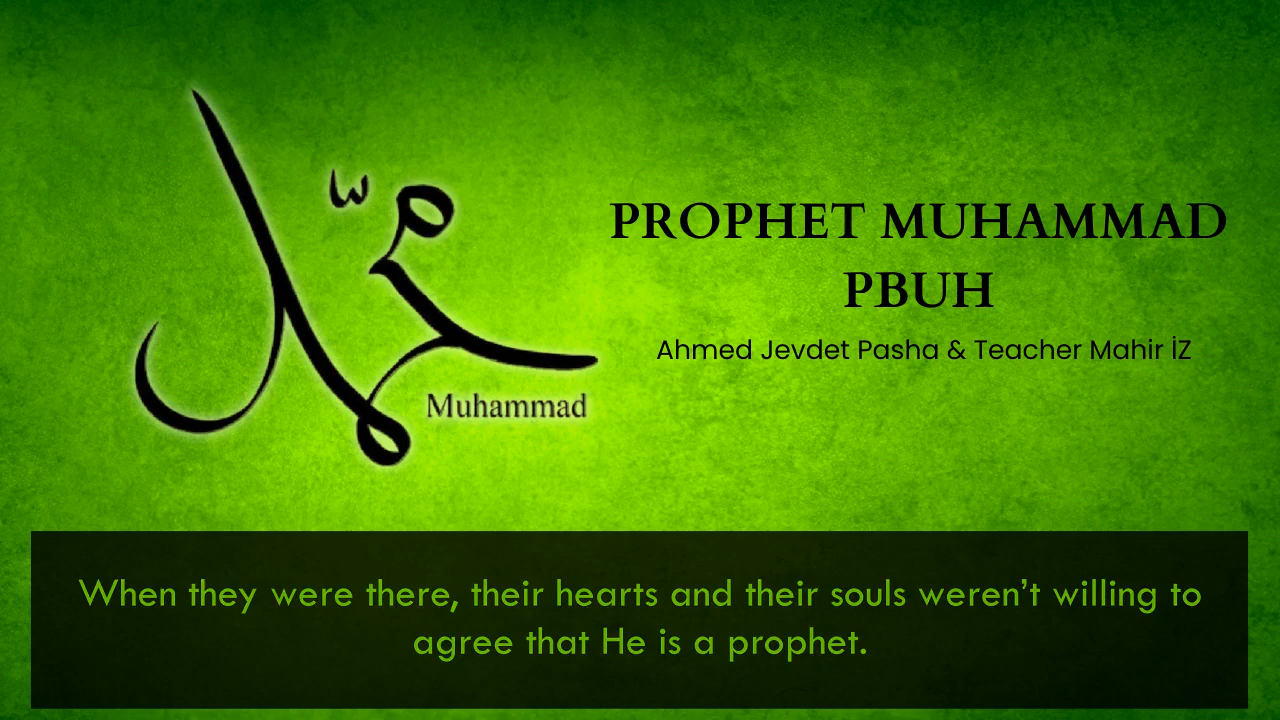 محمد
Muhammad
PROPHET MUHAMMAD
PBUH
Ahmed Jevdet Pasha & Teacher Mahir İZ
When they were there, their hearts and their souls weren’t willing to
agree that He is a prophet.